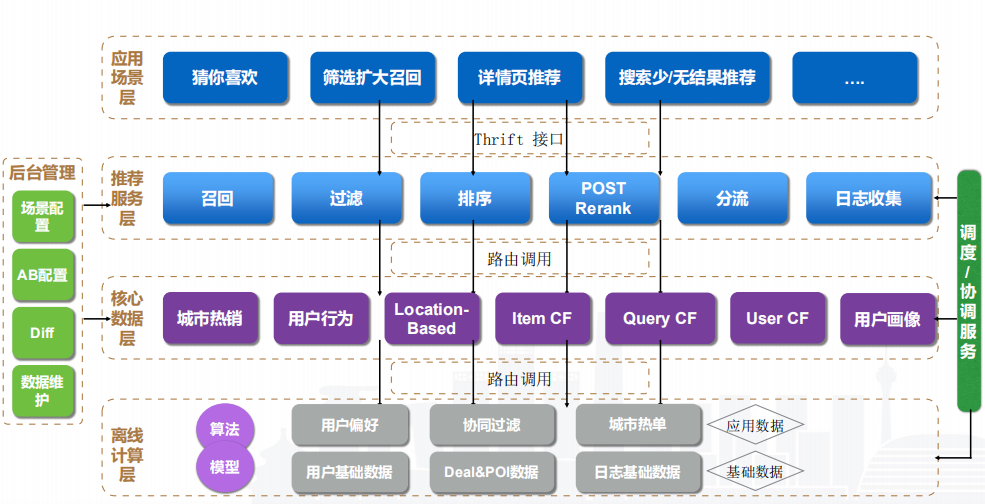 应用
场景
层
猜你喜欢
筛选扩大召回
详情页推荐
搜索少/无结果推荐
....
Thrift 接口
后台管理
场景配
置
AB配置
Diff
数据维
护
推荐
服务
层
召回
过滤
排序
POST
Rerank
分流
日志收集
路由调用
核心
数据
层
城市热销
用户行为
Location-
Based
Item CF
Query CF
User CF
用户画像
路由调用
离线
计算
层
算法
模型
用户偏好
协同过滤
城市热单
应用数据
用户基础数据
Deal&POI数据
日志基础数据
基础数据
调
度
/
协
调
服
务